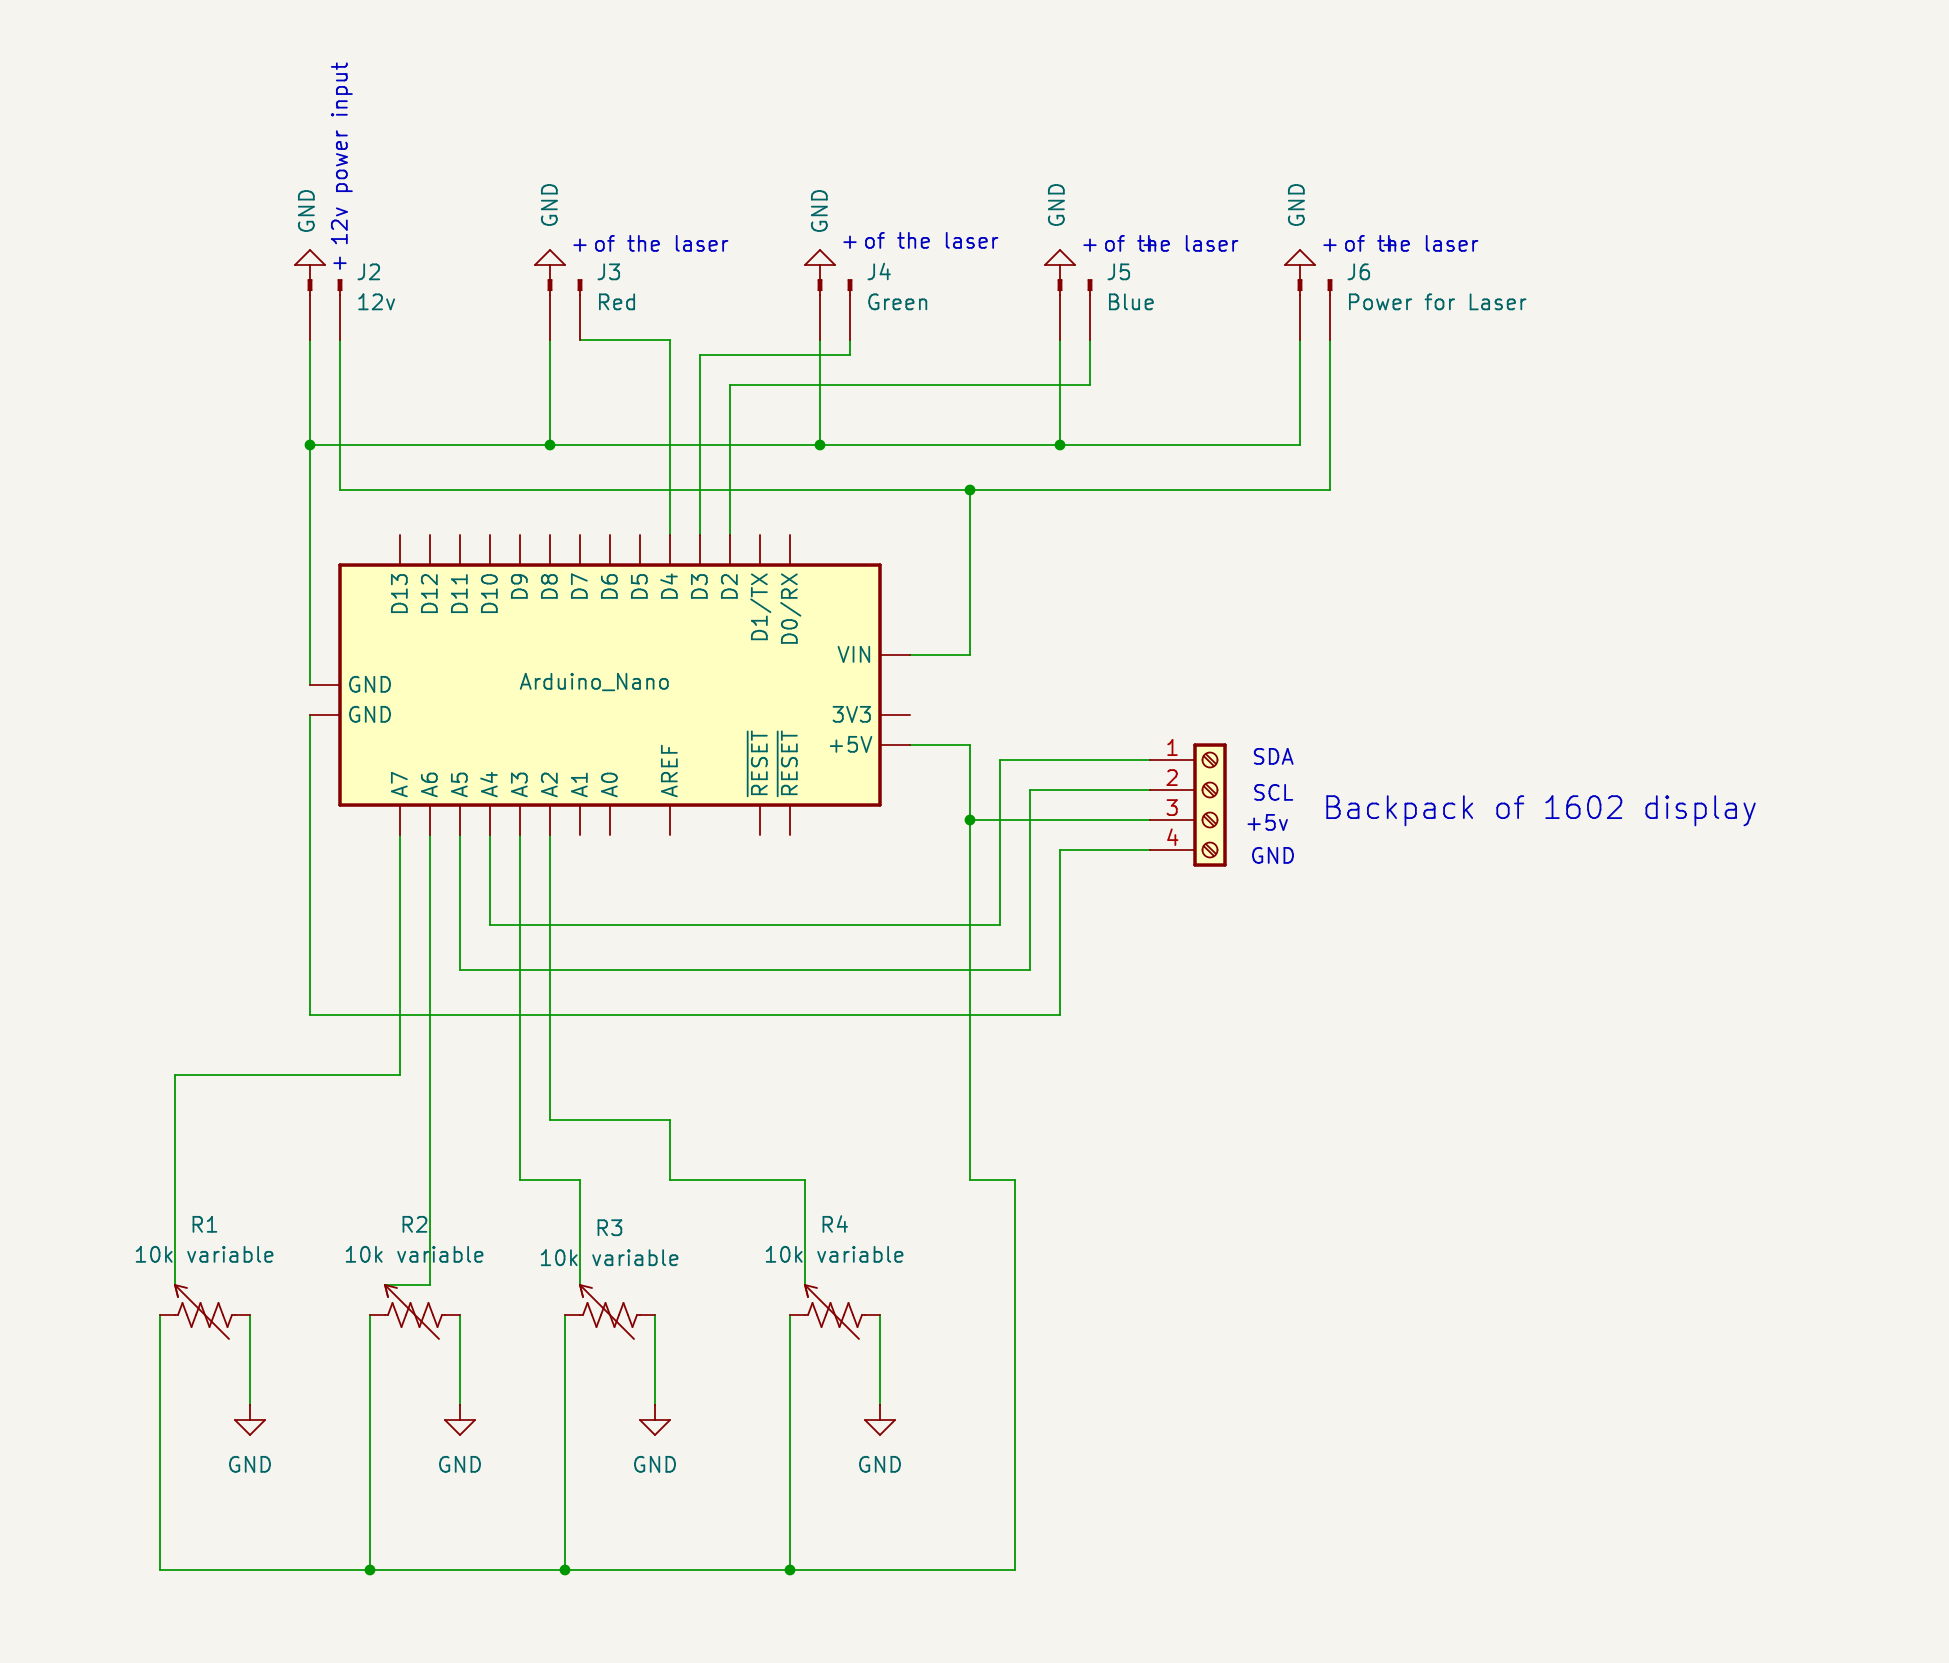 + 12v power input
GND
GND
GND
GND
GND
+ of the laser
+ of the laser
+ of the laser
+
+ of the laser
+
J2
12v
J3
Red
J4
Green
J5
Blue
J6
Power for Laser
D13
D12
D11
D10
D9
D8
D7
D6
D5
D4
D3
D2
D1/TX
D0/RX
VIN
GND
Arduino_Nano
GND
3V3
+5V
A7
A6
A5
A4
A3
A2
A1
A0
AREF
RESET
RESET
1
2
3
4
SDA
SCL
+5v
GND
Backpack of 1602 display
R1
10k variable
R2
10k variable
R3
10k variable
R4
10k variable
GND
GND
GND
GND